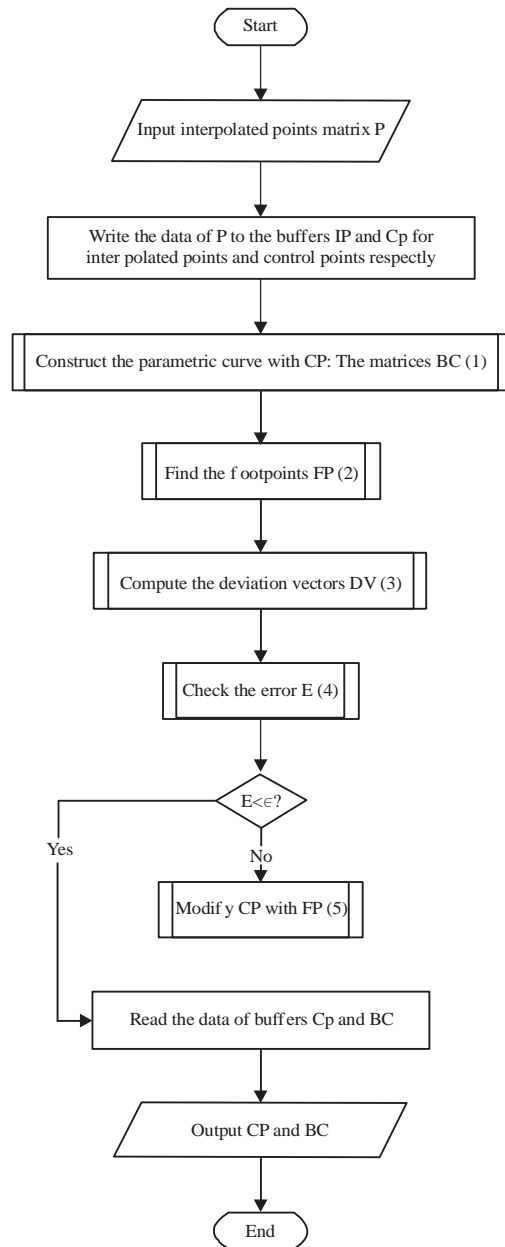 Start
Input interpolated points matrix P
Write the data of P to the buffers IP and Cp for
inter polated points and control points respectly
Construct the parametric curve with CP: The matrices BC (1)
Find the f ootpoints FP (2)
Compute the deviation vectors DV (3)
Check the error E (4)
E<∈?
Yes
No
Modif y CP with FP (5)
Read the data of buffers Cp and BC
Output CP and BC
End